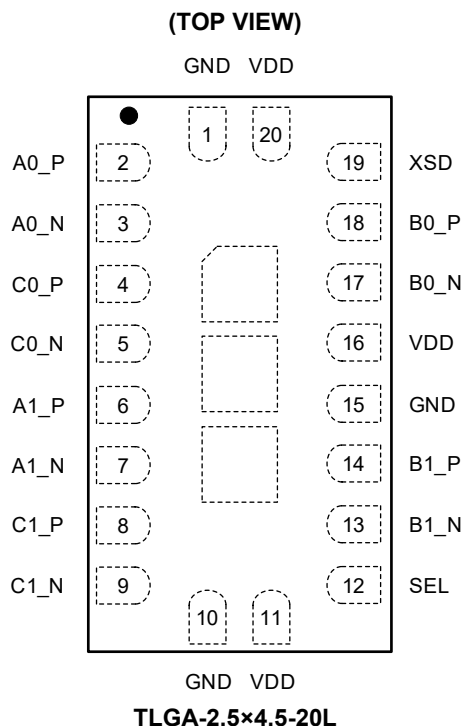 (TOP VIEW)
GND VDD
1 20
A0_P 2 19 XSD
A0_N 3 18 B0_P
C0_P 4 17 B0_N
C0_N 5 16 VDD
A1_P 6 15 GND
A1_N 7 14 B1_P
C1_P 8 13 B1_N
C1_N 9 12 SEL
10 11
GND VDD
TLGA-2.5×4.5-20L